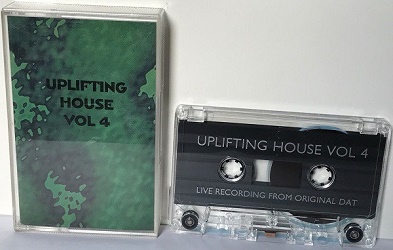 UPLIFTING
HOUSE
VOL 4
UPLIFTING HOUSE VOL 4
LIVE RECORDING FROM ORIGINAL DAT